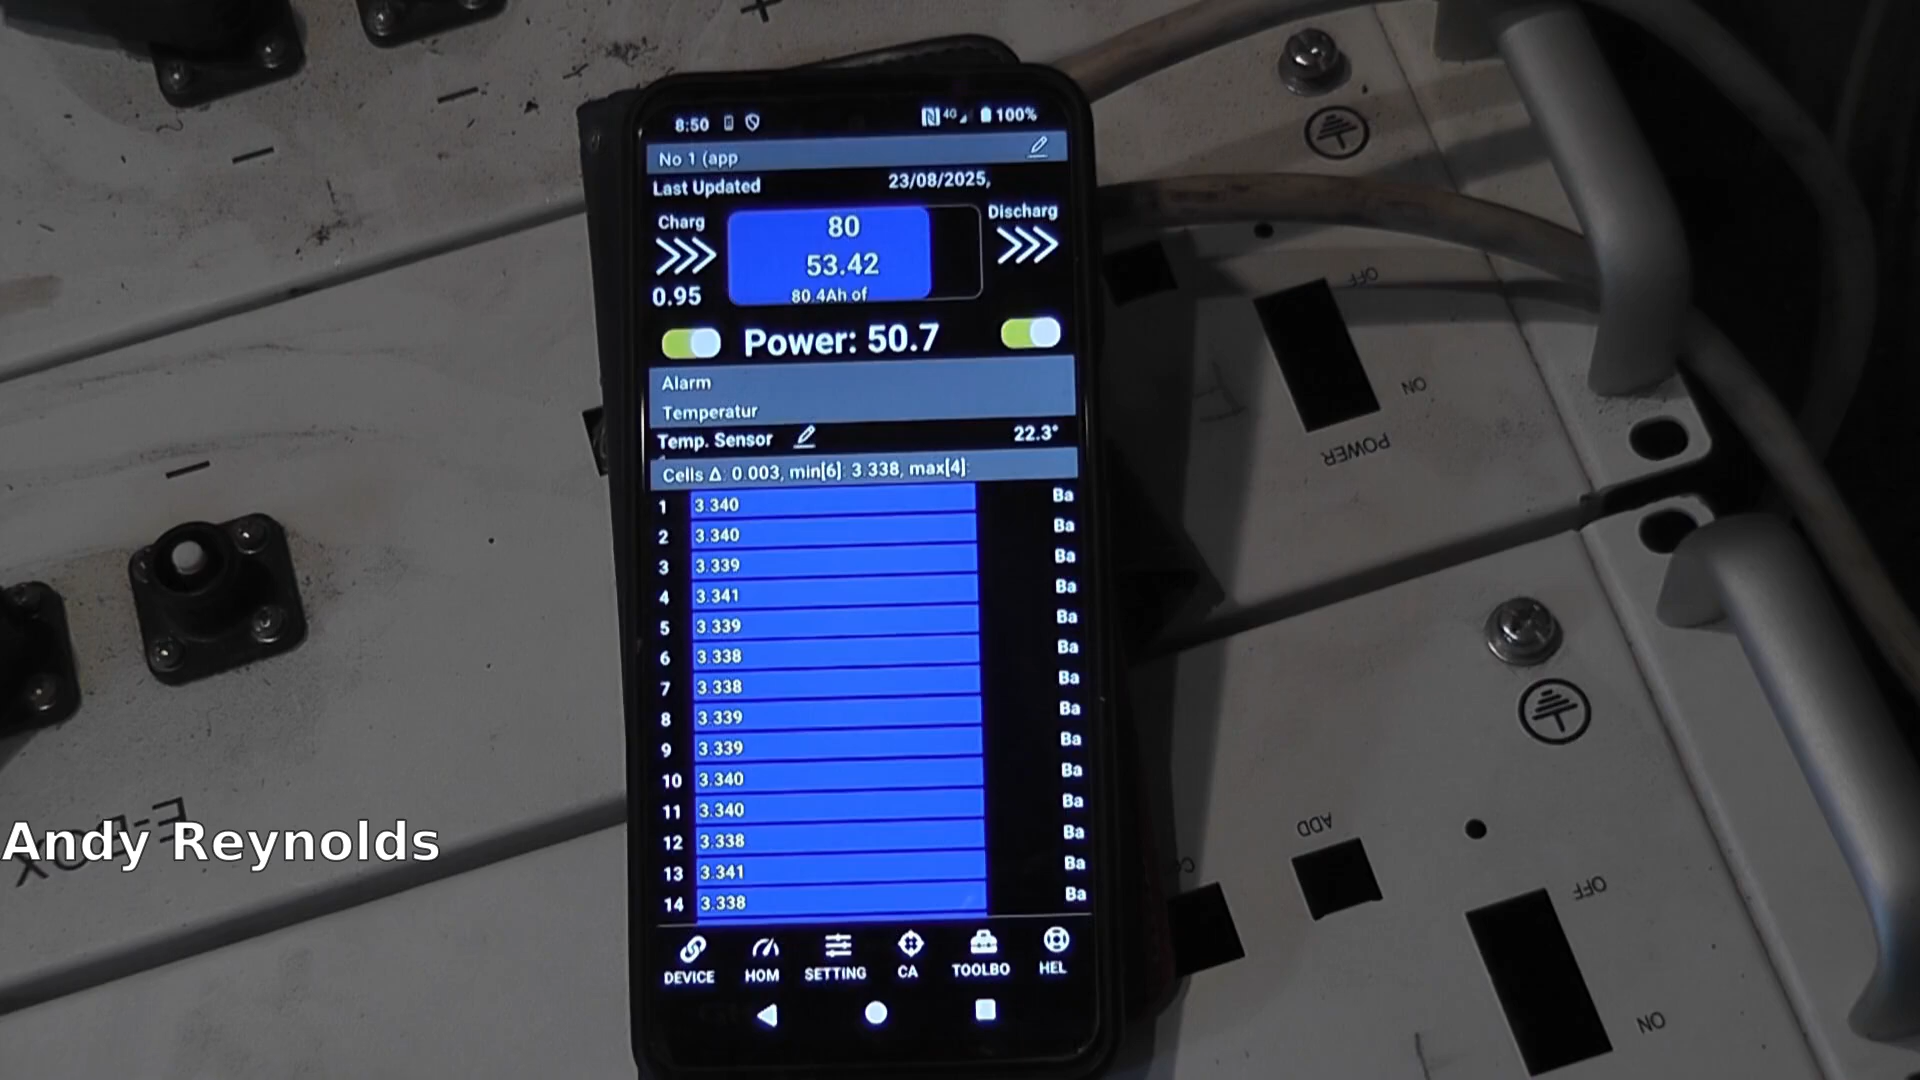 8:50 4G 100%
No 1 (app
Last Updated 23/08/2025,
Charg 80 Discharg
53.42
0.95 80.4Ah of
Power: 50.7
Alarm
Temperatur
Temp. Sensor 22.3°
Cells Δ: 0.003, min[6]: 3.338, max[4]:
1 3.340 Ba
2 3.340 Ba
3 3.339 Ba
4 3.341 Ba
5 3.339 Ba
6 3.338 Ba
7 3.338 Ba
8 3.339 Ba
9 3.339 Ba
10 3.340 Ba
11 3.340 Ba
12 3.338 Ba
13 3.341 Ba
14 3.338 Ba
DEVICE HOM SETTING CA TOOLBO HEL
OFF
ON
POWER
ADD
OFF
ON
E-BOX
Andy Reynolds